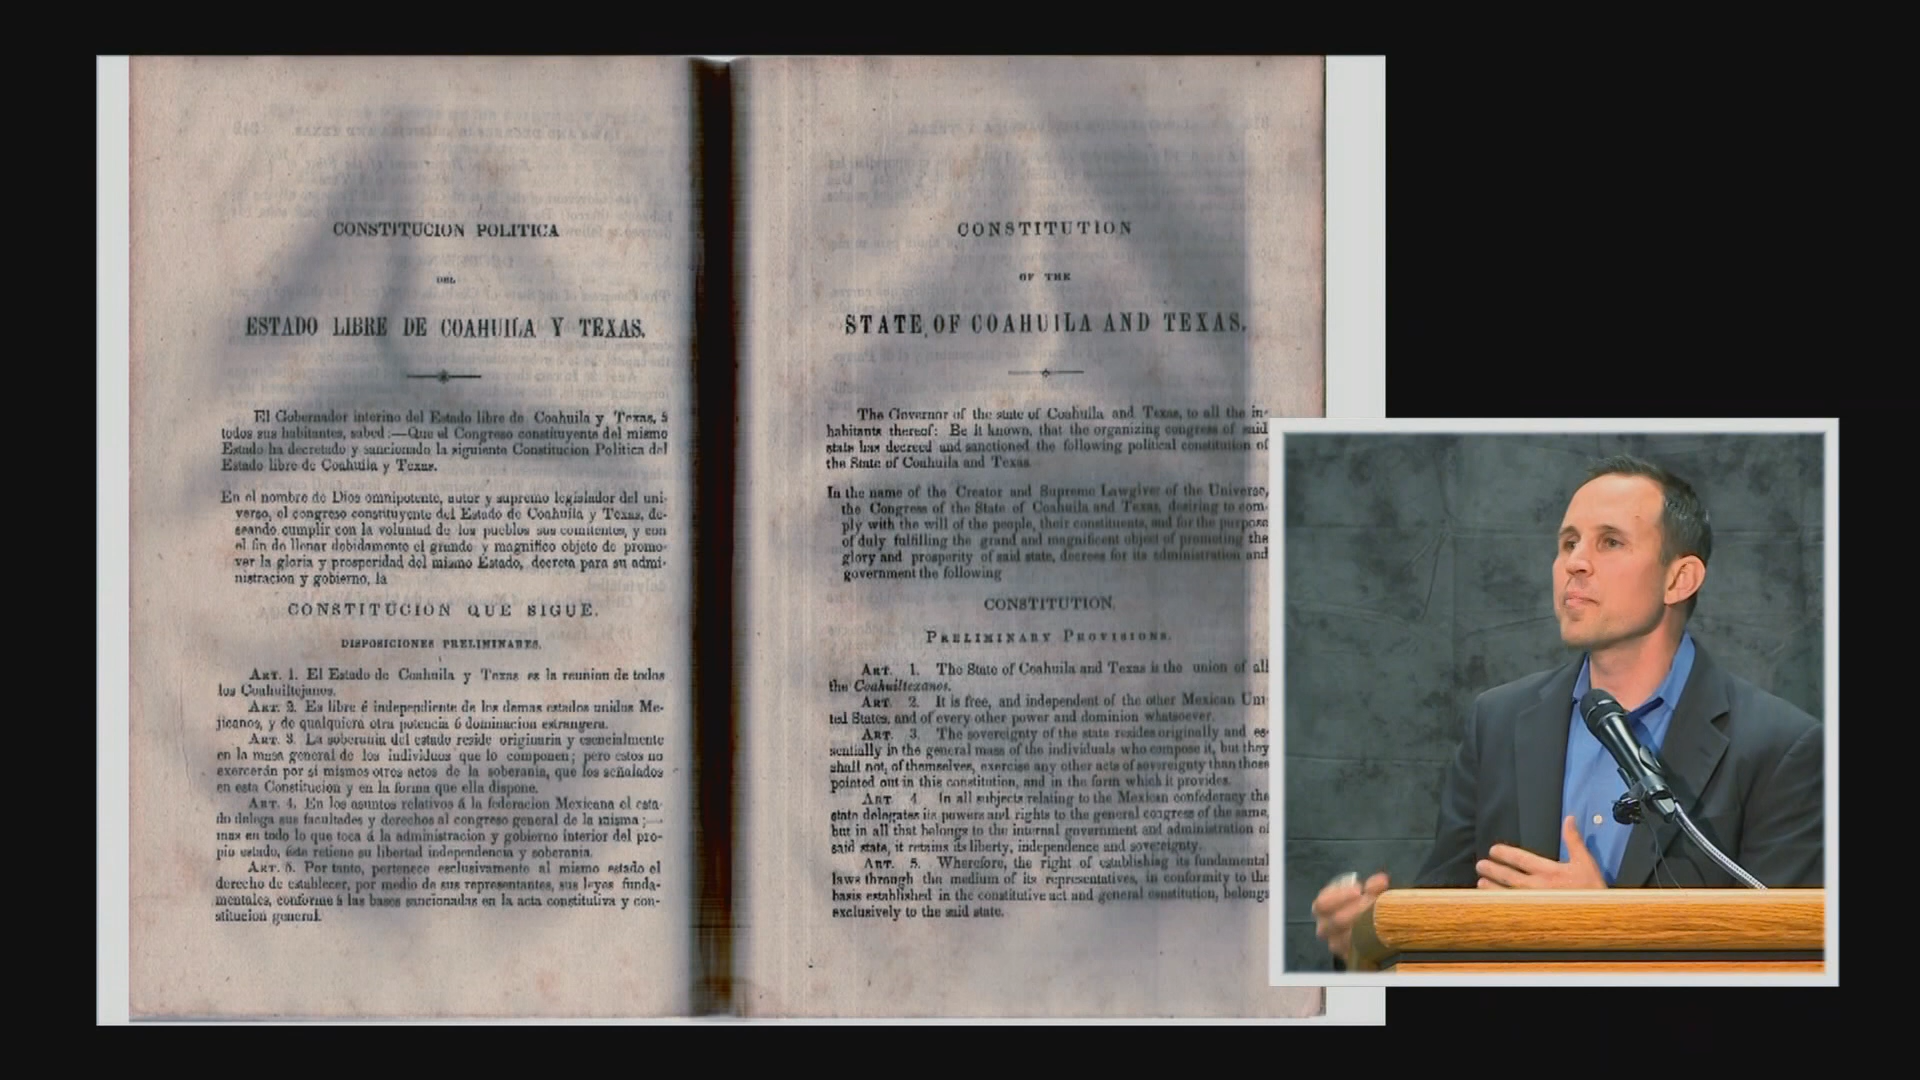 CONSTITUCION POLITICA
DEL
ESTADO LIBRE DE COAHUILA Y TEXAS.
El Gobernador interino del Estado libre de Coahuila y Texas, á
todos sus habitantes, sabed:—Que el Congreso constituyente del mismo
Estado ha decretado y sancionado la siguiente Constitucion Politica del
Estado libre de Coahuila y Texas.
En el nombre de Dios omnipotente, autor y supremo legislador del uni-
verso, el congreso constituyente del Estado de Coahuila y Texas, de-
seando cumplir con la voluntad de los pueblos sus comitentes, y con
el fin de llenar debidamente el grande y magnifico objeto de promo-
ver la gloria y prosperidad del mismo Estado, decreta para su admi-
nistracion y gobierno, la
CONSTITUCION QUE SIGUE.
DISPOSICIONES PRELIMINARES.
ART. 1. El Estado de Coahuila y Texas es la reunion de todos
los Coahuiltejanos.
ART. 2. Es libre é independiente de los demas estados unidos Me-
jicanos, y de qualquiera otra potencia ó dominacion estrangera.
ART. 3. La soberania del estado reside originaria y esencialmente
en la masa general de los individuos que lo componen; pero estos no
exercerán por sí mismos otros actos de la soberania, que los señalados
en esta Constitucion y en la forma que ella dispone.
ART. 4. En los asuntos relativos á la federacion Mexicana el esta-
do delega sus facultades y derechos al congreso general de la misma;—
mas en todo lo que toca á la administracion y gobierno interior del pro-
pio estado, éste retiene su libertad independencia y soberania.
ART. 5. Por tanto, pertenece esclusivamente al mismo estado el
derecho de establecer, por medio de sus representantes, sus leyes funda-
mentales, conforme á las bases sancionadas en la acta constitutiva y con-
stitucion general.
CONSTITUTION
OF THE
STATE OF COAHUILA AND TEXAS.
The Governor of the state of Coahuila and Texas, to all the in-
habitants thereof: Be it known, that the organizing congress of said
state has decreed and sanctioned the following political constitution of
the State of Coahuila and Texas
In the name of the Creator and Supreme Lawgiver of the Universe,
the Congress of the State of Coahuila and Texas, desiring to com-
ply with the will of the people, their constituents, and for the purpose
of duly fulfilling the grand and magnificent object of promoting the
glory and prosperity of said state, decrees for its administration and
government the following
CONSTITUTION.
PRELIMINARY PROVISIONS.
ART. 1. The State of Coahuila and Texas is the union of all
the Coahuiltexanos.
ART. 2. It is free, and independent of the other Mexican Uni-
ted States, and of every other power and dominion whatsoever.
ART. 3. The sovereignty of the state resides originally and es-
sentially in the general mass of the individuals who compose it, but they
shall not, of themselves, exercise any other acts of sovereignty than those
pointed out in this constitution, and in the form which it provides.
ART. 4 In all subjects relating to the Mexican confederacy the
state delegates its powers and rights to the general congress of the same,
but in all that belongs to the internal government and administration of
said state, it retains its liberty, independence and sovereignty.
ART. 5. Wherefore, the right of establishing its fundamental
laws through the medium of its representatives, in conformity to the
basis established in the constitutive act and general constitution, belongs
exclusively to the said state.